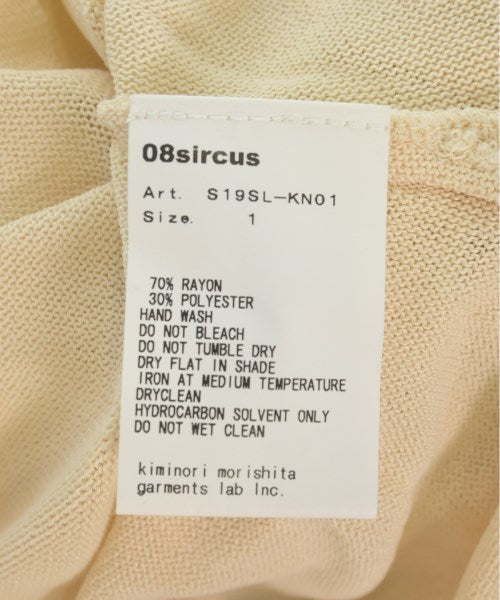 08sircus
Art. S19SL-KN01
Size. 1
70% RAYON
30% POLYESTER
HAND WASH
DO NOT BLEACH
DO NOT TUMBLE DRY
DRY FLAT IN SHADE
IRON AT MEDIUM TEMPERATURE
DRYCLEAN
HYDROCARBON SOLVENT ONLY
DO NOT WET CLEAN
kiminori morishita
garments lab Inc.